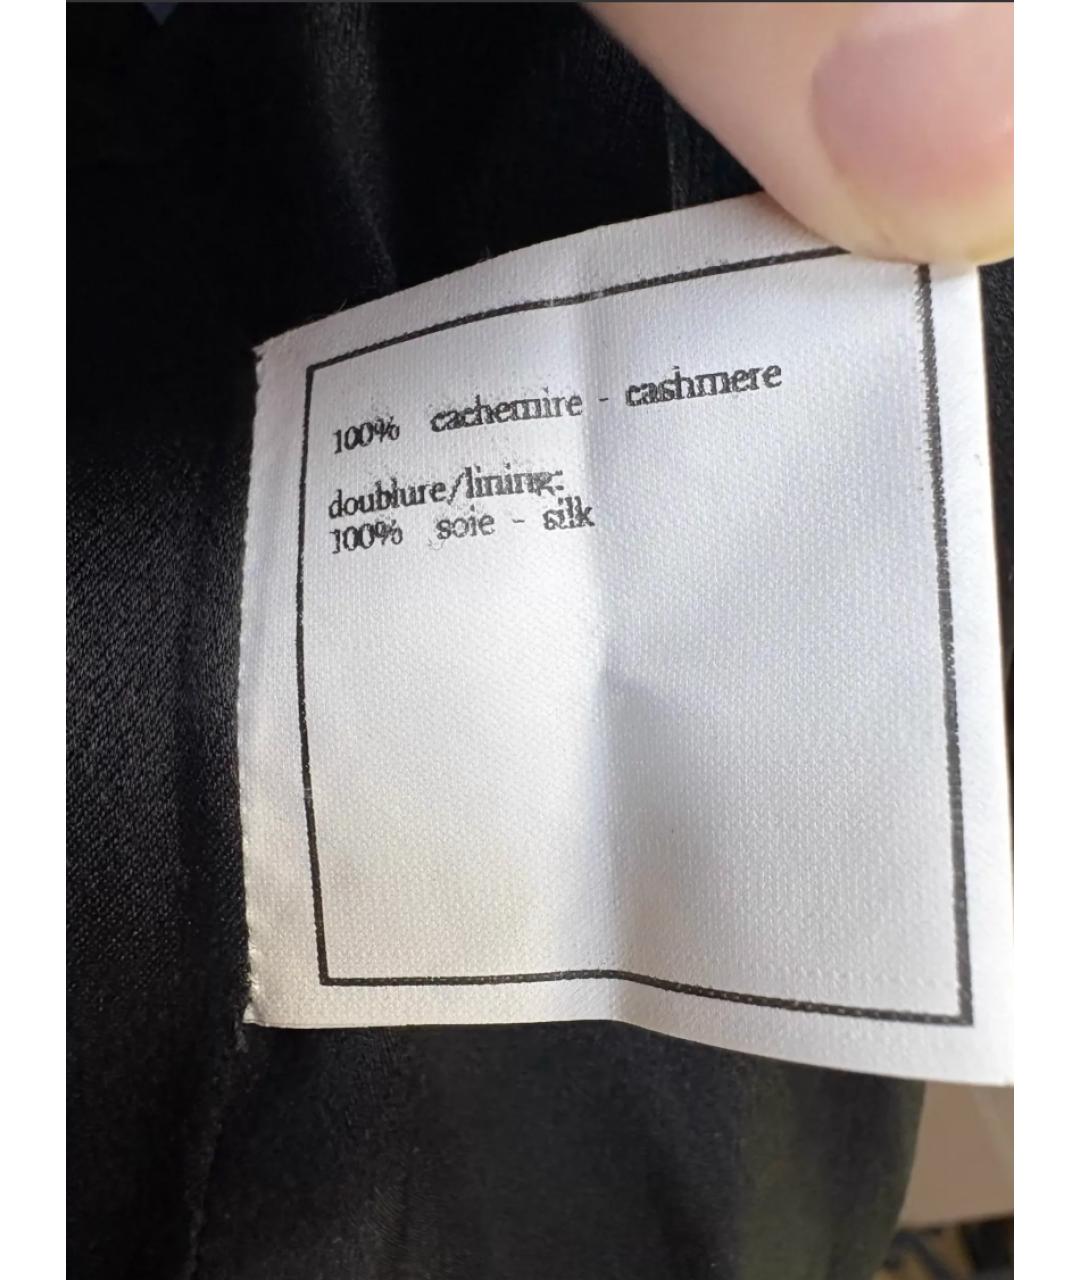 100% cachemire - cashmere
doublure/lining:
100% soie - silk